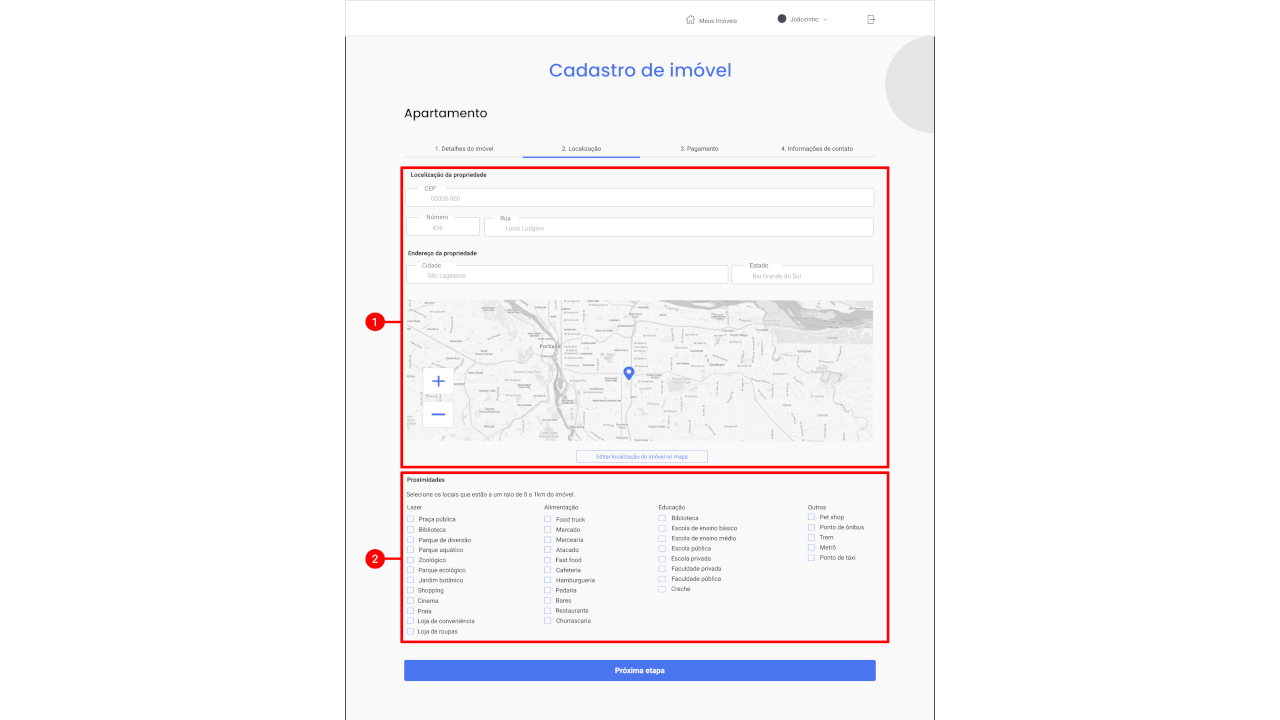 Meus Imóveis
Joãozinho
Cadastro de imóvel
Apartamento
1. Detalhes do imóvel
2. Localização
3. Pagamento
4. Informações de contato
Localização da propriedade
CEP
00000-000
Número
456
Rua
Lucio Ludgero
Endereço da propriedade
Cidade
São Lageanos
Estado
Rio Grande do Sul
1
Portland
+
−
Editar localização do imóvel no mapa
2
Proximidades
Selecione os locais que estão a um raio de 0 a 1km do imóvel.
Lazer
Praça pública
Biblioteca
Parque de diversão
Parque aquático
Zoológico
Parque ecológico
Jardim botânico
Shopping
Cinema
Praia
Loja de conveniência
Loja de roupas
Alimentação
Food truck
Mercado
Mercearia
Atacado
Fast food
Cafeteria
Hamburgueria
Padaria
Bares
Restaurante
Churrascaria
Educação
Biblioteca
Escola de ensino básico
Escola de ensino médio
Escola pública
Escola privada
Faculdade privada
Faculdade pública
Creche
Outros
Pet shop
Ponto de ônibus
Trem
Metrô
Ponto de táxi
Próxima etapa